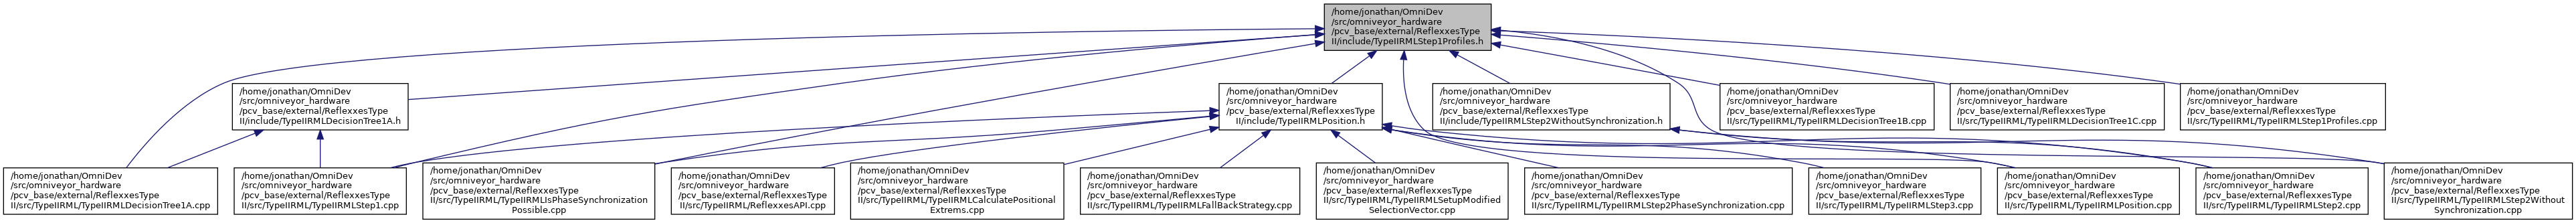 /home/jonathan/OmniDev
/src/omniveyor_hardware
/pcv_base/external/ReflexxesType
II/include/TypeIIRMLStep1Profiles.h
/home/jonathan/OmniDev
/src/omniveyor_hardware
/pcv_base/external/ReflexxesType
II/include/TypeIIRMLDecisionTree1A.h
/home/jonathan/OmniDev
/src/omniveyor_hardware
/pcv_base/external/ReflexxesType
II/include/TypeIIRMLPosition.h
/home/jonathan/OmniDev
/src/omniveyor_hardware
/pcv_base/external/ReflexxesType
II/include/TypeIIRMLStep2WithoutSynchronization.h
/home/jonathan/OmniDev
/src/omniveyor_hardware
/pcv_base/external/ReflexxesType
II/src/TypeIIRML/TypeIIRMLDecisionTree1B.cpp
/home/jonathan/OmniDev
/src/omniveyor_hardware
/pcv_base/external/ReflexxesType
II/src/TypeIIRML/TypeIIRMLDecisionTree1C.cpp
/home/jonathan/OmniDev
/src/omniveyor_hardware
/pcv_base/external/ReflexxesType
II/src/TypeIIRML/TypeIIRMLStep1Profiles.cpp
/home/jonathan/OmniDev
/src/omniveyor_hardware
/pcv_base/external/ReflexxesType
II/src/TypeIIRML/TypeIIRMLDecisionTree1A.cpp
/home/jonathan/OmniDev
/src/omniveyor_hardware
/pcv_base/external/ReflexxesType
II/src/TypeIIRML/TypeIIRMLStep1.cpp
/home/jonathan/OmniDev
/src/omniveyor_hardware
/pcv_base/external/ReflexxesType
II/src/TypeIIRML/TypeIIRMLIsPhaseSynchronization
Possible.cpp
/home/jonathan/OmniDev
/src/omniveyor_hardware
/pcv_base/external/ReflexxesType
II/src/TypeIIRML/ReflexxesAPI.cpp
/home/jonathan/OmniDev
/src/omniveyor_hardware
/pcv_base/external/ReflexxesType
II/src/TypeIIRML/TypeIIRMLCalculatePositional
Extrems.cpp
/home/jonathan/OmniDev
/src/omniveyor_hardware
/pcv_base/external/ReflexxesType
II/src/TypeIIRML/TypeIIRMLFallBackStrategy.cpp
/home/jonathan/OmniDev
/src/omniveyor_hardware
/pcv_base/external/ReflexxesType
II/src/TypeIIRML/TypeIIRMLSetupModified
SelectionVector.cpp
/home/jonathan/OmniDev
/src/omniveyor_hardware
/pcv_base/external/ReflexxesType
II/src/TypeIIRML/TypeIIRMLStep2PhaseSynchronization.cpp
/home/jonathan/OmniDev
/src/omniveyor_hardware
/pcv_base/external/ReflexxesType
II/src/TypeIIRML/TypeIIRMLStep3.cpp
/home/jonathan/OmniDev
/src/omniveyor_hardware
/pcv_base/external/ReflexxesType
II/src/TypeIIRML/TypeIIRMLPosition.cpp
/home/jonathan/OmniDev
/src/omniveyor_hardware
/pcv_base/external/ReflexxesType
II/src/TypeIIRML/TypeIIRMLStep2.cpp
/home/jonathan/OmniDev
/src/omniveyor_hardware
/pcv_base/external/ReflexxesType
II/src/TypeIIRML/TypeIIRMLStep2Without
Synchronization.cpp